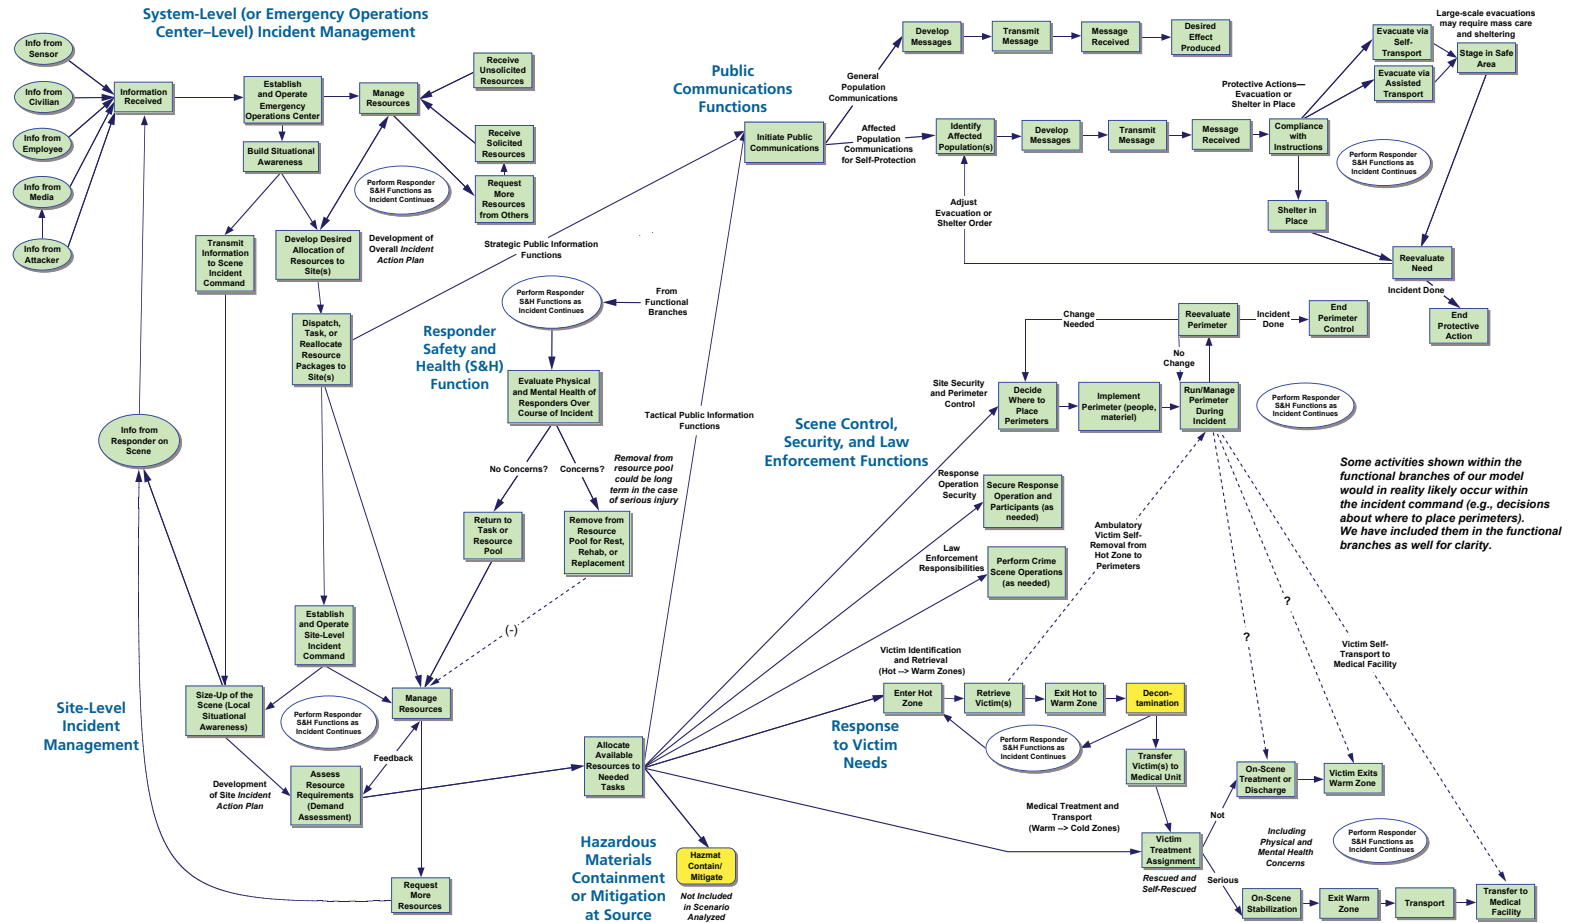 System-Level (or Emergency Operations
Center–Level) Incident Management
Info from
Sensor
Info from
Civilian
Info from
Employee
Info from
Media
Info from
Attacker
Information
Received
Establish
and Operate
Emergency
Operations Center
Manage
Resources
Receive
Unsolicited
Resources
Receive
Solicited
Resources
Request
More
Resources
from Others
Build Situational
Awareness
Perform Responder
S&H Functions as
Incident Continues
Transmit
Information
to Scene
Incident
Command
Develop Desired
Allocation of
Resources to
Site(s)
Development of
Overall Incident
Action Plan
Dispatch,
Task, or
Reallocate
Resource
Packages to
Site(s)
Strategic Public Information
Functions
Public
Communications
Functions
Initiate Public
Communications
General
Population
Communications
Affected
Population
Communications
for Self-Protection
Develop
Messages
Transmit
Message
Message
Received
Desired
Effect
Produced
Identify
Affected
Population(s)
Develop
Messages
Transmit
Message
Message
Received
Compliance
with
Instructions
Protective Actions—
Evacuation or
Shelter in Place
Evacuate via
Self-
Transport
Evacuate via
Assisted
Transport
Large-scale evacuations
may require mass care
and sheltering
Stage in Safe
Area
Perform Responder
S&H Functions as
Incident Continues
Shelter in
Place
Adjust
Evacuation or
Shelter Order
Reevaluate
Need
Incident Done
End
Protective
Action
Responder
Safety and
Health (S&H)
Function
Perform Responder
S&H Functions as
Incident Continues
From
Functional
Branches
Evaluate Physical
and Mental Health of
Responders Over
Course of Incident
No Concerns?
Concerns?
Removal from
resource pool
could be long
term in the case
of serious injury
Return to
Task or
Resource
Pool
Remove from
Resource
Pool for Rest,
Rehab, or
Replacement
(-)
Tactical Public Information
Functions
Scene Control,
Security, and Law
Enforcement Functions
Site Security
and Perimeter
Control
Change
Needed
Reevaluate
Perimeter
Incident
Done
End
Perimeter
Control
No
Change
Decide
Where to
Place
Perimeters
Implement
Perimeter (people,
materiel)
Run/Manage
Perimeter
During
Incident
Perform Responder
S&H Functions as
Incident Continues
Response
Operation
Security
Secure Response
Operation and
Participants (as
needed)
Law
Enforcement
Responsibilities
Perform Crime
Scene Operations
(as needed)
Ambulatory
Victim Self-
Removal from
Hot Zone to
Perimeters
Some activities shown within the
functional branches of our model
would in reality likely occur within
the incident command (e.g., decisions
about where to place perimeters).
We have included them in the functional
branches as well for clarity.
?
?
Victim Self-
Transport to
Medical Facility
Info from
Responder on
Scene
Establish
and Operate
Site-Level
Incident
Command
Site-Level
Incident
Management
Size-Up of the
Scene (Local
Situational
Awareness)
Perform Responder
S&H Functions as
Incident Continues
Manage
Resources
Feedback
Development
of Site Incident
Action Plan
Assess
Resource
Requirements
(Demand
Assessment)
Request
More
Resources
Allocate
Available
Resources to
Needed
Tasks
Hazardous
Materials
Containment
or Mitigation
at Source
Hazmat
Contain/
Mitigate
Not Included
in Scenario
Analyzed
Response
to Victim
Needs
Victim Identification
and Retrieval
(Hot --> Warm Zones)
Enter Hot
Zone
Retrieve
Victim(s)
Exit Hot to
Warm Zone
Decon-
tamination
Perform Responder
S&H Functions as
Incident Continues
Transfer
Victim(s) to
Medical Unit
Medical Treatment and
Transport
(Warm --> Cold Zones)
Victim
Treatment
Assignment
Rescued and
Self-Rescued
Not
Serious
On-Scene
Treatment or
Discharge
Victim Exits
Warm Zone
Including
Physical and
Mental Health
Concerns
Perform Responder
S&H Functions as
Incident Continues
On-Scene
Stabilization
Exit Warm
Zone
Transport
Transfer to
Medical
Facility